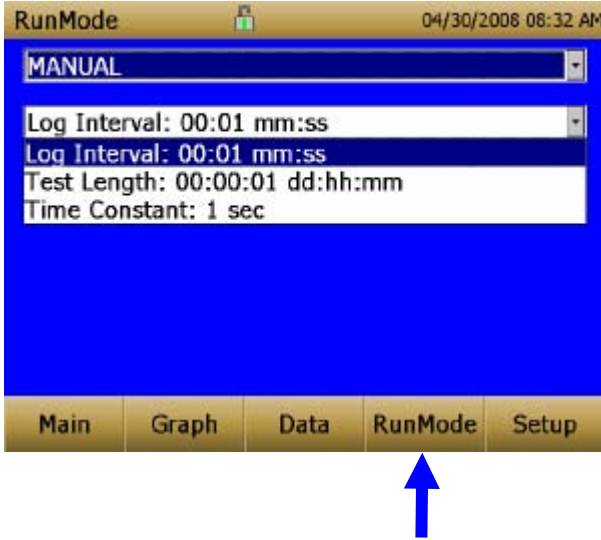 RunMode 04/30/2008 08:32 AM
MANUAL
Log Interval: 00:01 mm:ss
Log Interval: 00:01 mm:ss
Test Length: 00:00:01 dd:hh:mm
Time Constant: 1 sec
Main Graph Data RunMode Setup